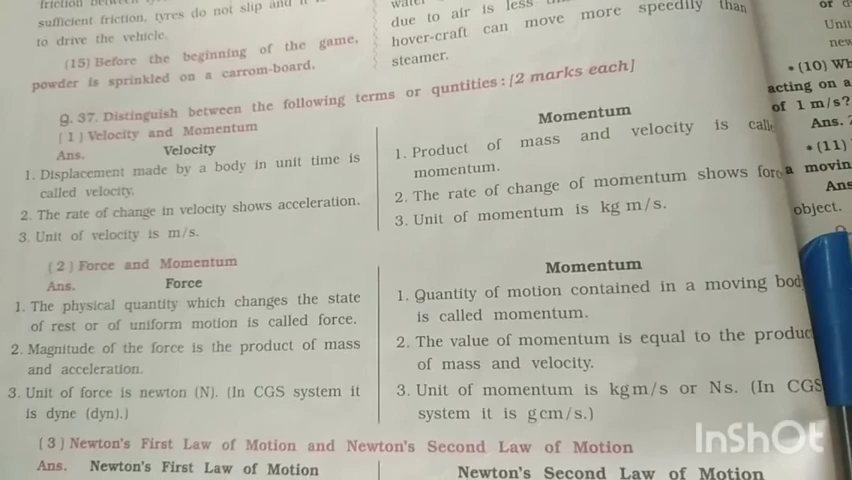 sufficient friction, tyres do not slip and it
to drive the vehicle.
(15) Before the beginning of the game,
powder is sprinkled on a carrom-board.
due to air is less
hover-craft can move more speedily than
steamer.
Q. 37. Distinguish between the following terms or quntities : [2 marks each]
( 1 ) Velocity and Momentum
Ans. Velocity
1. Displacement made by a body in unit time is
called velocity.
2. The rate of change in velocity shows acceleration.
3. Unit of velocity is m/s.
Momentum
1. Product of mass and velocity is calle
momentum.
2. The rate of change of momentum shows forc
3. Unit of momentum is kg m/s.
( 2 ) Force and Momentum
Ans. Force
1. The physical quantity which changes the state
of rest or of uniform motion is called force.
2. Magnitude of the force is the product of mass
and acceleration.
3. Unit of force is newton (N). (In CGS system it
is dyne (dyn).)
Momentum
1. Quantity of motion contained in a moving body
is called momentum.
2. The value of momentum is equal to the produc
of mass and velocity.
3. Unit of momentum is kgm/s or Ns. (In CGS
system it is gcm/s.)
( 3 ) Newton's First Law of Motion and Newton's Second Law of Motion
Ans. Newton's First Law of Motion
Newton's Second Law of Motion
or
Unit
new
• (10) Wh
acting on a
of 1 m/s?
Ans.
• (11)
a movin
Ans
object.
InShOt